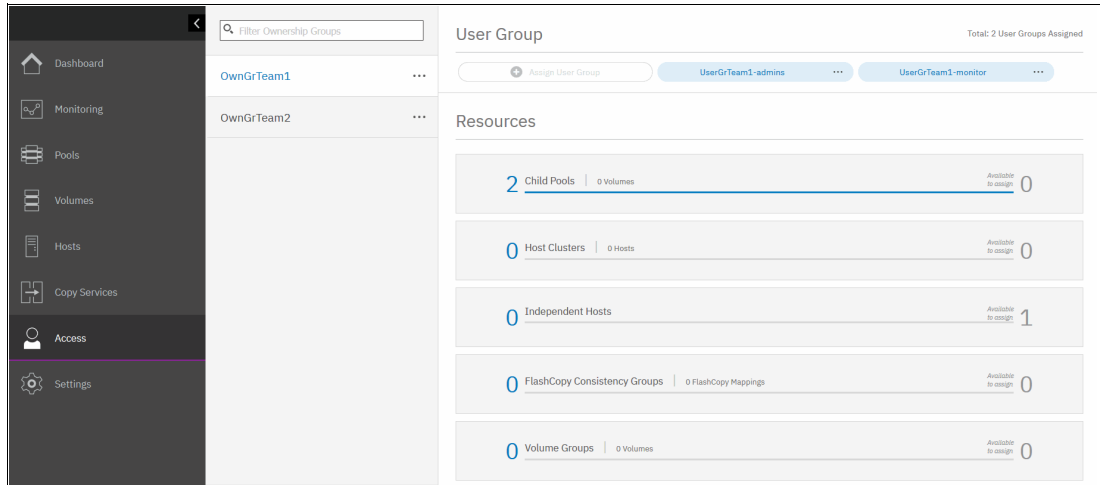 Dashboard
Monitoring
Pools
Volumes
Hosts
Copy Services
Access
Settings
Filter Ownership Groups
OwnGrTeam1 ...
OwnGrTeam2 ...
User Group Total: 2 User Groups Assigned
Assign User Group UserGrTeam1-admins ... UserGrTeam1-monitor ...
Resources
2 Child Pools | 0 Volumes Available to assign 0
0 Host Clusters | 0 Hosts Available to assign 0
0 Independent Hosts Available to assign 1
0 FlashCopy Consistency Groups | 0 FlashCopy Mappings Available to assign 0
0 Volume Groups | 0 Volumes Available to assign 0